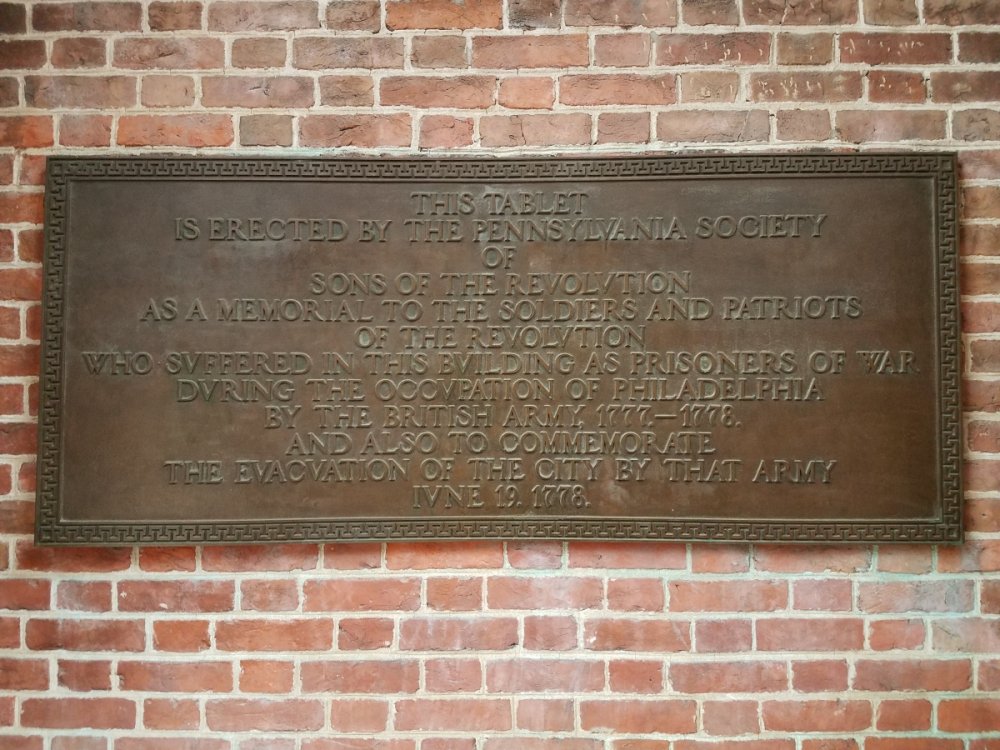 THIS TABLET
IS ERECTED BY THE PENNSYLVANIA SOCIETY
OF
SONS OF THE REVOLVTION
AS A MEMORIAL TO THE SOLDIERS AND PATRIOTS
OF THE REVOLVTION
WHO SVFFERED IN THIS BVILDING AS PRISONERS OF WAR
DVRING THE OCCVPATION OF PHILADELPHIA
BY THE BRITISH ARMY, 1777–1778.
AND ALSO TO COMMEMORATE
THE EVACVATION OF THE CITY BY THAT ARMY
IVNE 19. 1778.